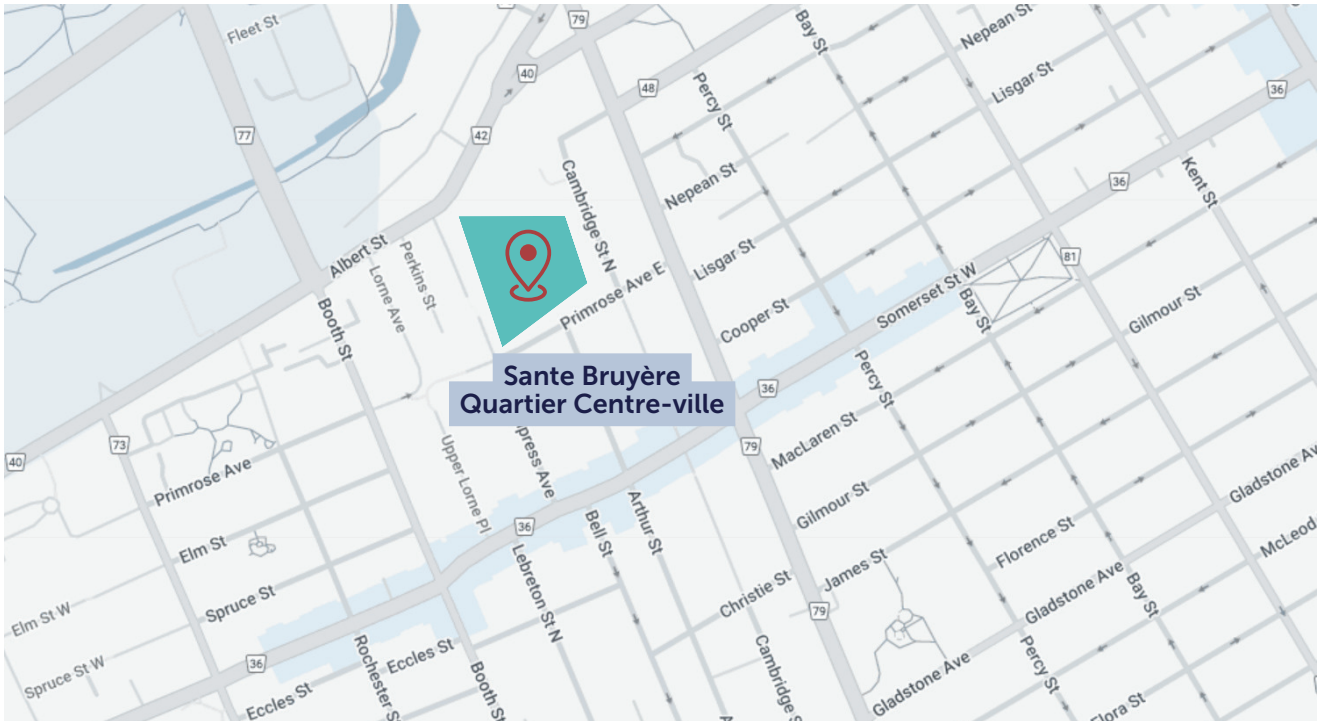 Fleet St
79
Bay St
Nepean St
40
77
48
Percy St
Lisgar St
36
42
Cambridge St N
Nepean St
36
Kent St
Albert St
Perkins St
Lorne Ave
Primrose Ave E
Lisgar St
81
Booth St
Cooper St
Somerset St W
Bay St
Gilmour St
Sante Bruyère
Quartier Centre-ville
36
Percy St
73
40
Primrose Ave
Upper Lorne Pl
press Ave
79
MacLaren St
Gladstone Av
36
Arthur St
Bell St
Gilmour St
Florence St
McLeod
Elm St
Lebreton St N
James St
Gladstone Ave
Bay St
Elm St W
Spruce St
Christie St
79
Spruce St W
36
Rochester S
Eccles St
Booth St
Cambridge S
Gladstone Ave
Percy St
Eccles St
Flora St